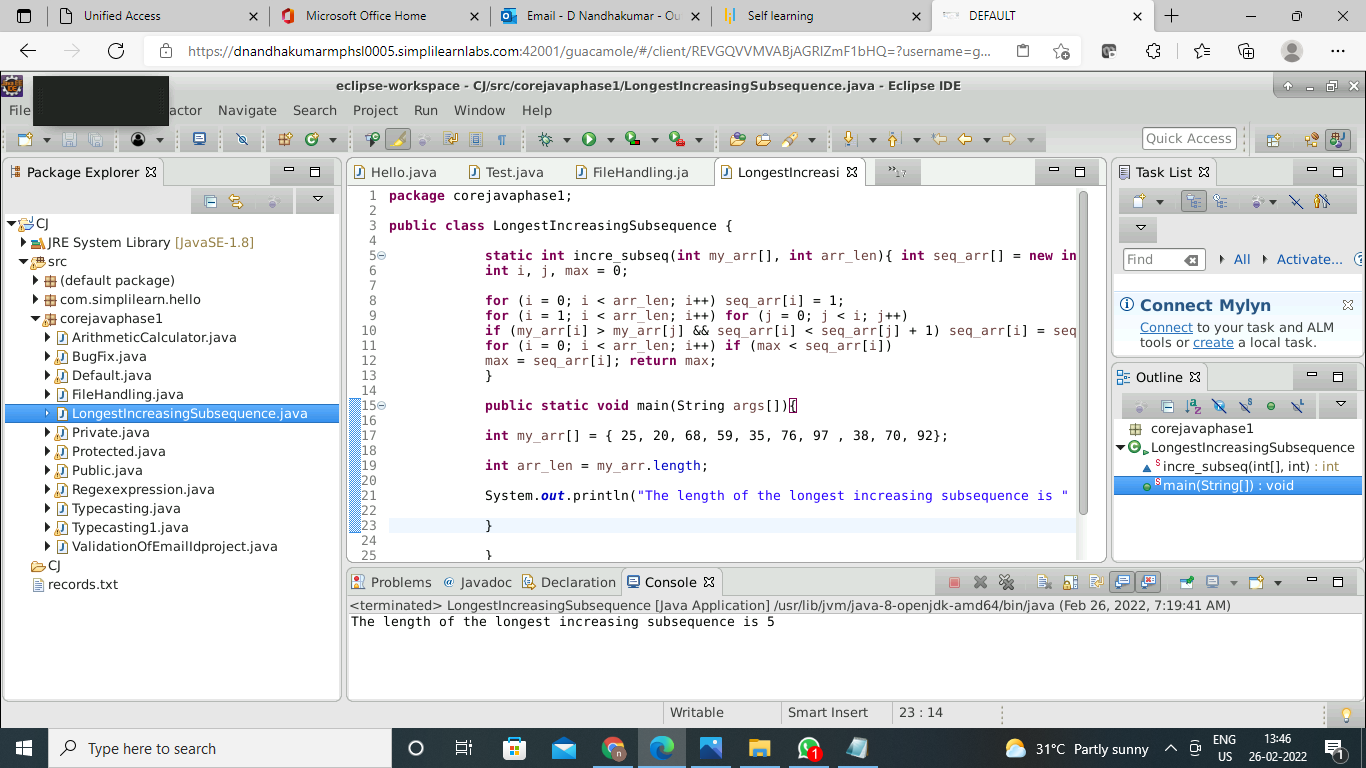 Unified Access
Microsoft Office Home
Email - D Nandhakumar - Ou
Self learning
DEFAULT
https://dnandhakumarmphsl0005.simplilearnlabs.com:42001/guacamole/#/client/REVGQVVMVABjAGRlZmF1bHQ=?username=g...
eclipse-workspace - CJ/src/corejavaphase1/LongestIncreasingSubsequence.java - Eclipse IDE
File actor Navigate Search Project Run Window Help
Quick Access
Package Explorer
CJ
JRE System Library [JavaSE-1.8]
src
(default package)
com.simplilearn.hello
corejavaphase1
ArithmeticCalculator.java
BugFix.java
Default.java
FileHandling.java
LongestIncreasingSubsequence.java
Private.java
Protected.java
Public.java
Regexexpression.java
Typecasting.java
Typecasting1.java
ValidationOfEmailIdproject.java
CJ
records.txt
Hello.java
Test.java
FileHandling.ja
LongestIncreasi
»17
1 package corejavaphase1;
2
3 public class LongestIncreasingSubsequence {
4
5 static int incre_subseq(int my_arr[], int arr_len){ int seq_arr[] = new in
6 int i, j, max = 0;
7
8 for (i = 0; i < arr_len; i++) seq_arr[i] = 1;
9 for (i = 1; i < arr_len; i++) for (j = 0; j < i; j++)
10 if (my_arr[i] > my_arr[j] && seq_arr[i] < seq_arr[j] + 1) seq_arr[i] = seq
11 for (i = 0; i < arr_len; i++) if (max < seq_arr[i])
12 max = seq_arr[i]; return max;
13 }
14
15 public static void main(String args[]){
16
17 int my_arr[] = { 25, 20, 68, 59, 35, 76, 97 , 38, 70, 92};
18
19 int arr_len = my_arr.length;
20
21 System.out.println("The length of the longest increasing subsequence is "
22
23 }
24
25 }
Task List
Find
All
Activate...
Connect Mylyn
Connect to your task and ALM
tools or create a local task.
Outline
corejavaphase1
LongestIncreasingSubsequence
incre_subseq(int[], int) : int
main(String[]) : void
Problems
Javadoc
Declaration
Console
<terminated> LongestIncreasingSubsequence [Java Application] /usr/lib/jvm/java-8-openjdk-amd64/bin/java (Feb 26, 2022, 7:19:41 AM)
The length of the longest increasing subsequence is 5
Writable
Smart Insert
23 : 14
Type here to search
1
31°C Partly sunny
ENG
US
13:46
26-02-2022
1